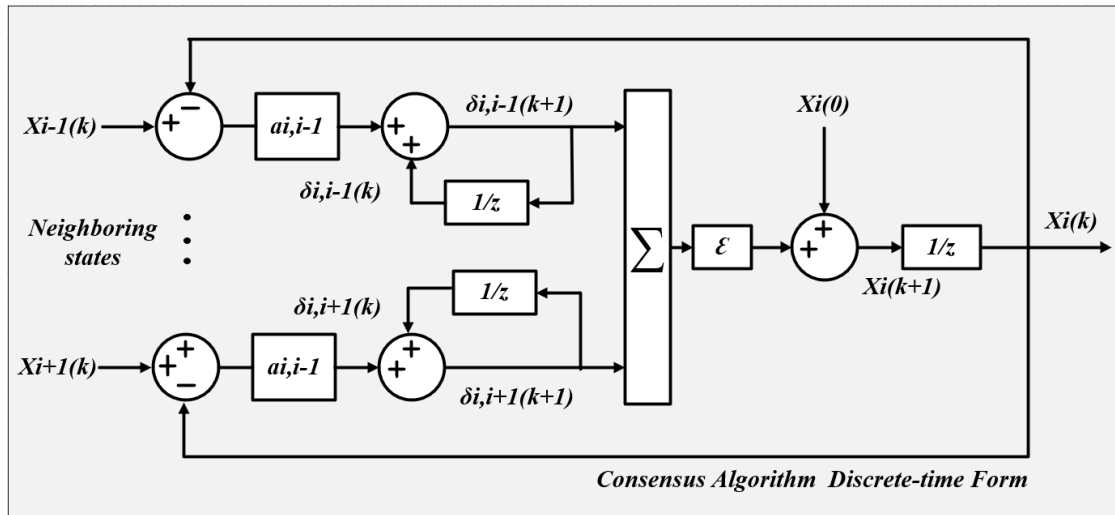 δi,i-1(k+1)
Xi(0)
Xi-1(k)
ai,i-1
δi,i-1(k)
1/z
Neighboring
states
∑
ε
1/z
Xi(k)
Xi(k+1)
δi,i+1(k)
1/z
Xi+1(k)
ai,i-1
δi,i+1(k+1)
Consensus Algorithm Discrete-time Form